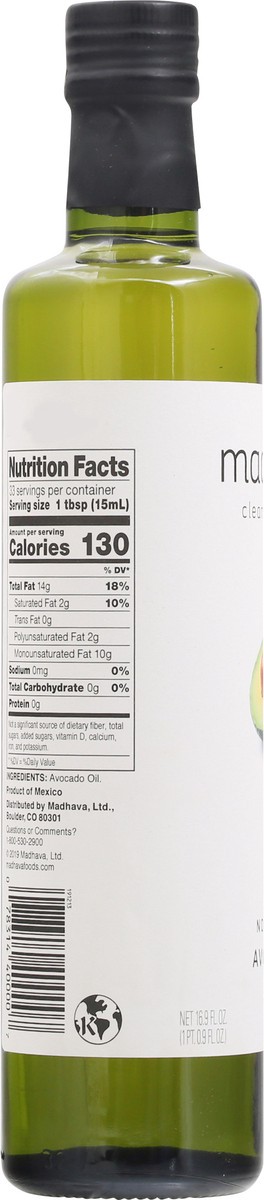 Nutrition Facts
33 servings per container
Serving size 1 tbsp (15mL)
Amount per serving
Calories 130
% DV*
Total Fat 14g 18%
Saturated Fat 2g 10%
Trans Fat 0g
Polyunsaturated Fat 2g
Monounsaturated Fat 10g
Sodium 0mg 0%
Total Carbohydrate 0g 0%
Protein 0g
Not a significant source of dietary fiber, total
sugars, added sugars, vitamin D, calcium,
iron, and potassium.
*%DV = %Daily Value
INGREDIENTS: Avocado Oil.
Product of Mexico
Distributed by Madhava, Ltd.,
Boulder, CO 80301
Questions or Comments?
1-800-530-2900
© 2019 Madhava, Ltd.
madhavafoods.com
191213
K
ma
clea
N
AV
NET 16.9 FL OZ
(1 PT 0.9 FL OZ)